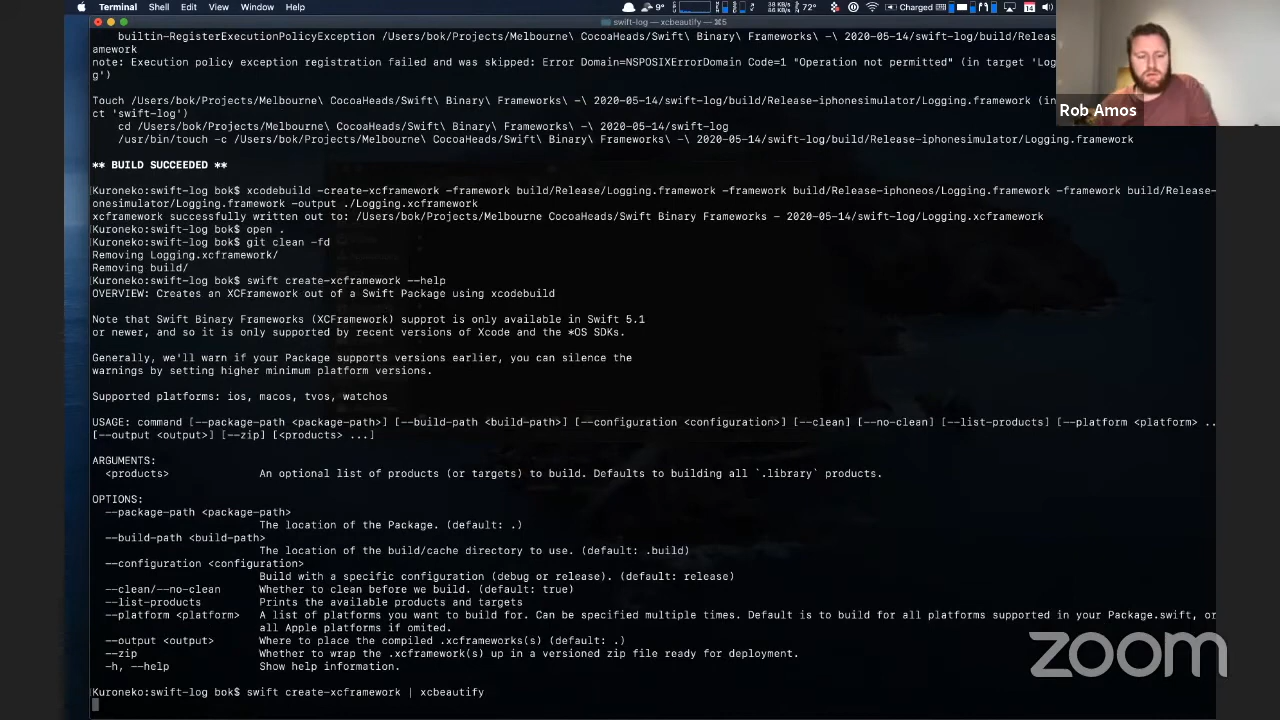 Terminal Shell Edit View Window Help 9° 38 KB/s 38 KB/s 72° Charged 14
swift-log — xcbeautify — ⌘5
builtin-RegisterExecutionPolicyException /Users/bok/Projects/Melbourne\ CocoaHeads/Swift\ Binary\ Frameworks\ -\ 2020-05-14/swift-log/build/Releas
amework
note: Execution policy exception registration failed and was skipped: Error Domain=NSPOSIXErrorDomain Code=1 "Operation not permitted" (in target 'Log
g')
Touch /Users/bok/Projects/Melbourne\ CocoaHeads/Swift\ Binary\ Frameworks\ -\ 2020-05-14/swift-log/build/Release-iphonesimulator/Logging.framework (in
ct 'swift-log')
cd /Users/bok/Projects/Melbourne\ CocoaHeads/Swift\ Binary\ Frameworks\ -\ 2020-05-14/swift-log
/usr/bin/touch -c /Users/bok/Projects/Melbourne\ CocoaHeads/Swift\ Binary\ Frameworks\ -\ 2020-05-14/swift-log/build/Release-iphonesimulator/Logging.framework
** BUILD SUCCEEDED **
Kuroneko:swift-log bok$ xcodebuild -create-xcframework -framework build/Release/Logging.framework -framework build/Release-iphoneos/Logging.framework -framework build/Release-
onesimulator/Logging.framework -output ./Logging.xcframework
xcframework successfully written out to: /Users/bok/Projects/Melbourne CocoaHeads/Swift Binary Frameworks - 2020-05-14/swift-log/Logging.xcframework
Kuroneko:swift-log bok$ open .
Kuroneko:swift-log bok$ git clean -fd
Removing Logging.xcframework/
Removing build/
Kuroneko:swift-log bok$ swift create-xcframework --help
OVERVIEW: Creates an XCFramework out of a Swift Package using xcodebuild
Note that Swift Binary Frameworks (XCFramework) supprot is only available in Swift 5.1
or newer, and so it is only supported by recent versions of Xcode and the *OS SDKs.
Generally, we'll warn if your Package supports versions earlier, you can silence the
warnings by setting higher minimum platform versions.
Supported platforms: ios, macos, tvos, watchos
USAGE: command [--package-path <package-path>] [--build-path <build-path>] [--configuration <configuration>] [--clean] [--no-clean] [--list-products] [--platform <platform> ..
[--output <output>] [--zip] [<products> ...]
ARGUMENTS:
<products> An optional list of products (or targets) to build. Defaults to building all `.library` products.
OPTIONS:
--package-path <package-path>
The location of the Package. (default: .)
--build-path <build-path>
The location of the build/cache directory to use. (default: .build)
--configuration <configuration>
Build with a specific configuration (debug or release). (default: release)
--clean/--no-clean Whether to clean before we build. (default: true)
--list-products Prints the available products and targets
--platform <platform> A list of platforms you want to build for. Can be specified multiple times. Default is to build for all platforms supported in your Package.swift, or
all Apple platforms if omited.
--output <output> Where to place the compiled .xcframeworks(s) (default: .)
--zip Whether to wrap the .xcframework(s) up in a versioned zip file ready for deployment.
-h, --help Show help information.
Kuroneko:swift-log bok$ swift create-xcframework | xcbeautify
Rob Amos
zoom